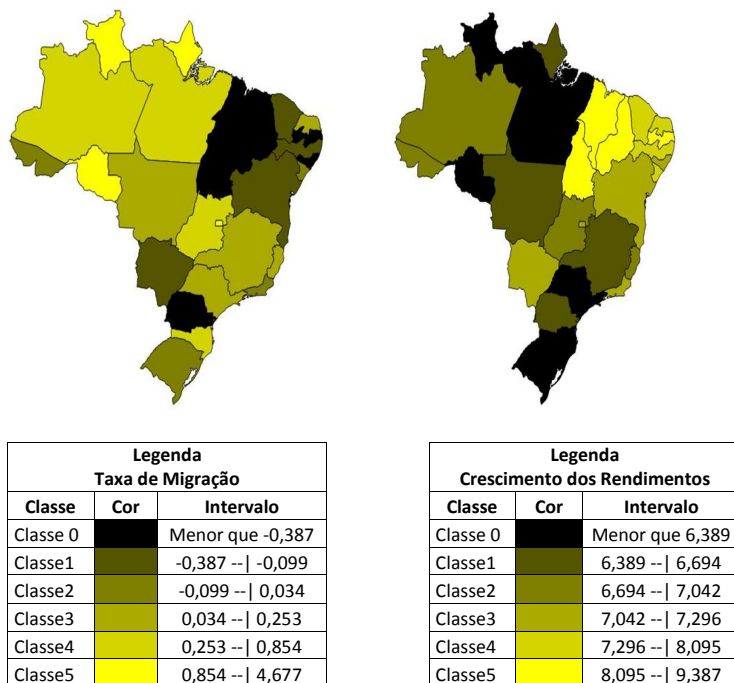 Legenda
Taxa de Migração
Classe Cor Intervalo
Classe 0 Menor que -0,387
Classe1 -0,387 --| -0,099
Classe2 -0,099 --| 0,034
Classe3 0,034 --| 0,253
Classe4 0,253 --| 0,854
Classe5 0,854 --| 4,677
Legenda
Crescimento dos Rendimentos
Classe Cor Intervalo
Classe 0 Menor que 6,389
Classe1 6,389 --| 6,694
Classe2 6,694 --| 7,042
Classe3 7,042 --| 7,296
Classe4 7,296 --| 8,095
Classe5 8,095 --| 9,387